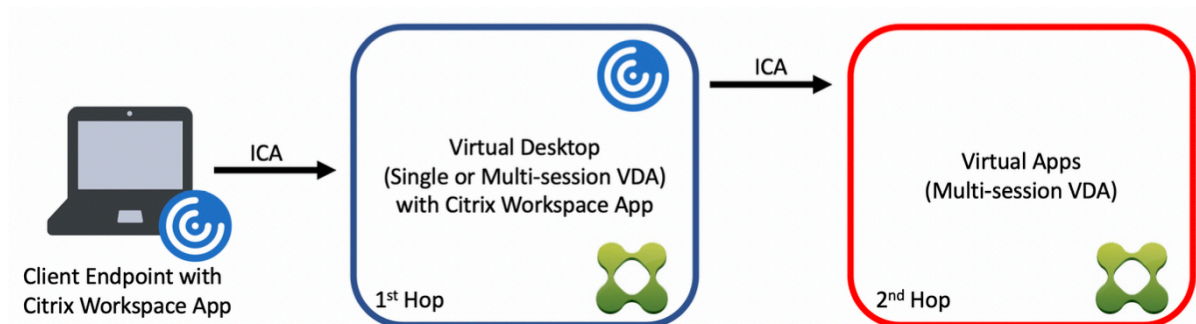 Client Endpoint with
Citrix Workspace App
ICA
Virtual Desktop
(Single or Multi-session VDA)
with Citrix Workspace App
1st Hop
ICA
Virtual Apps
(Multi-session VDA)
2nd Hop